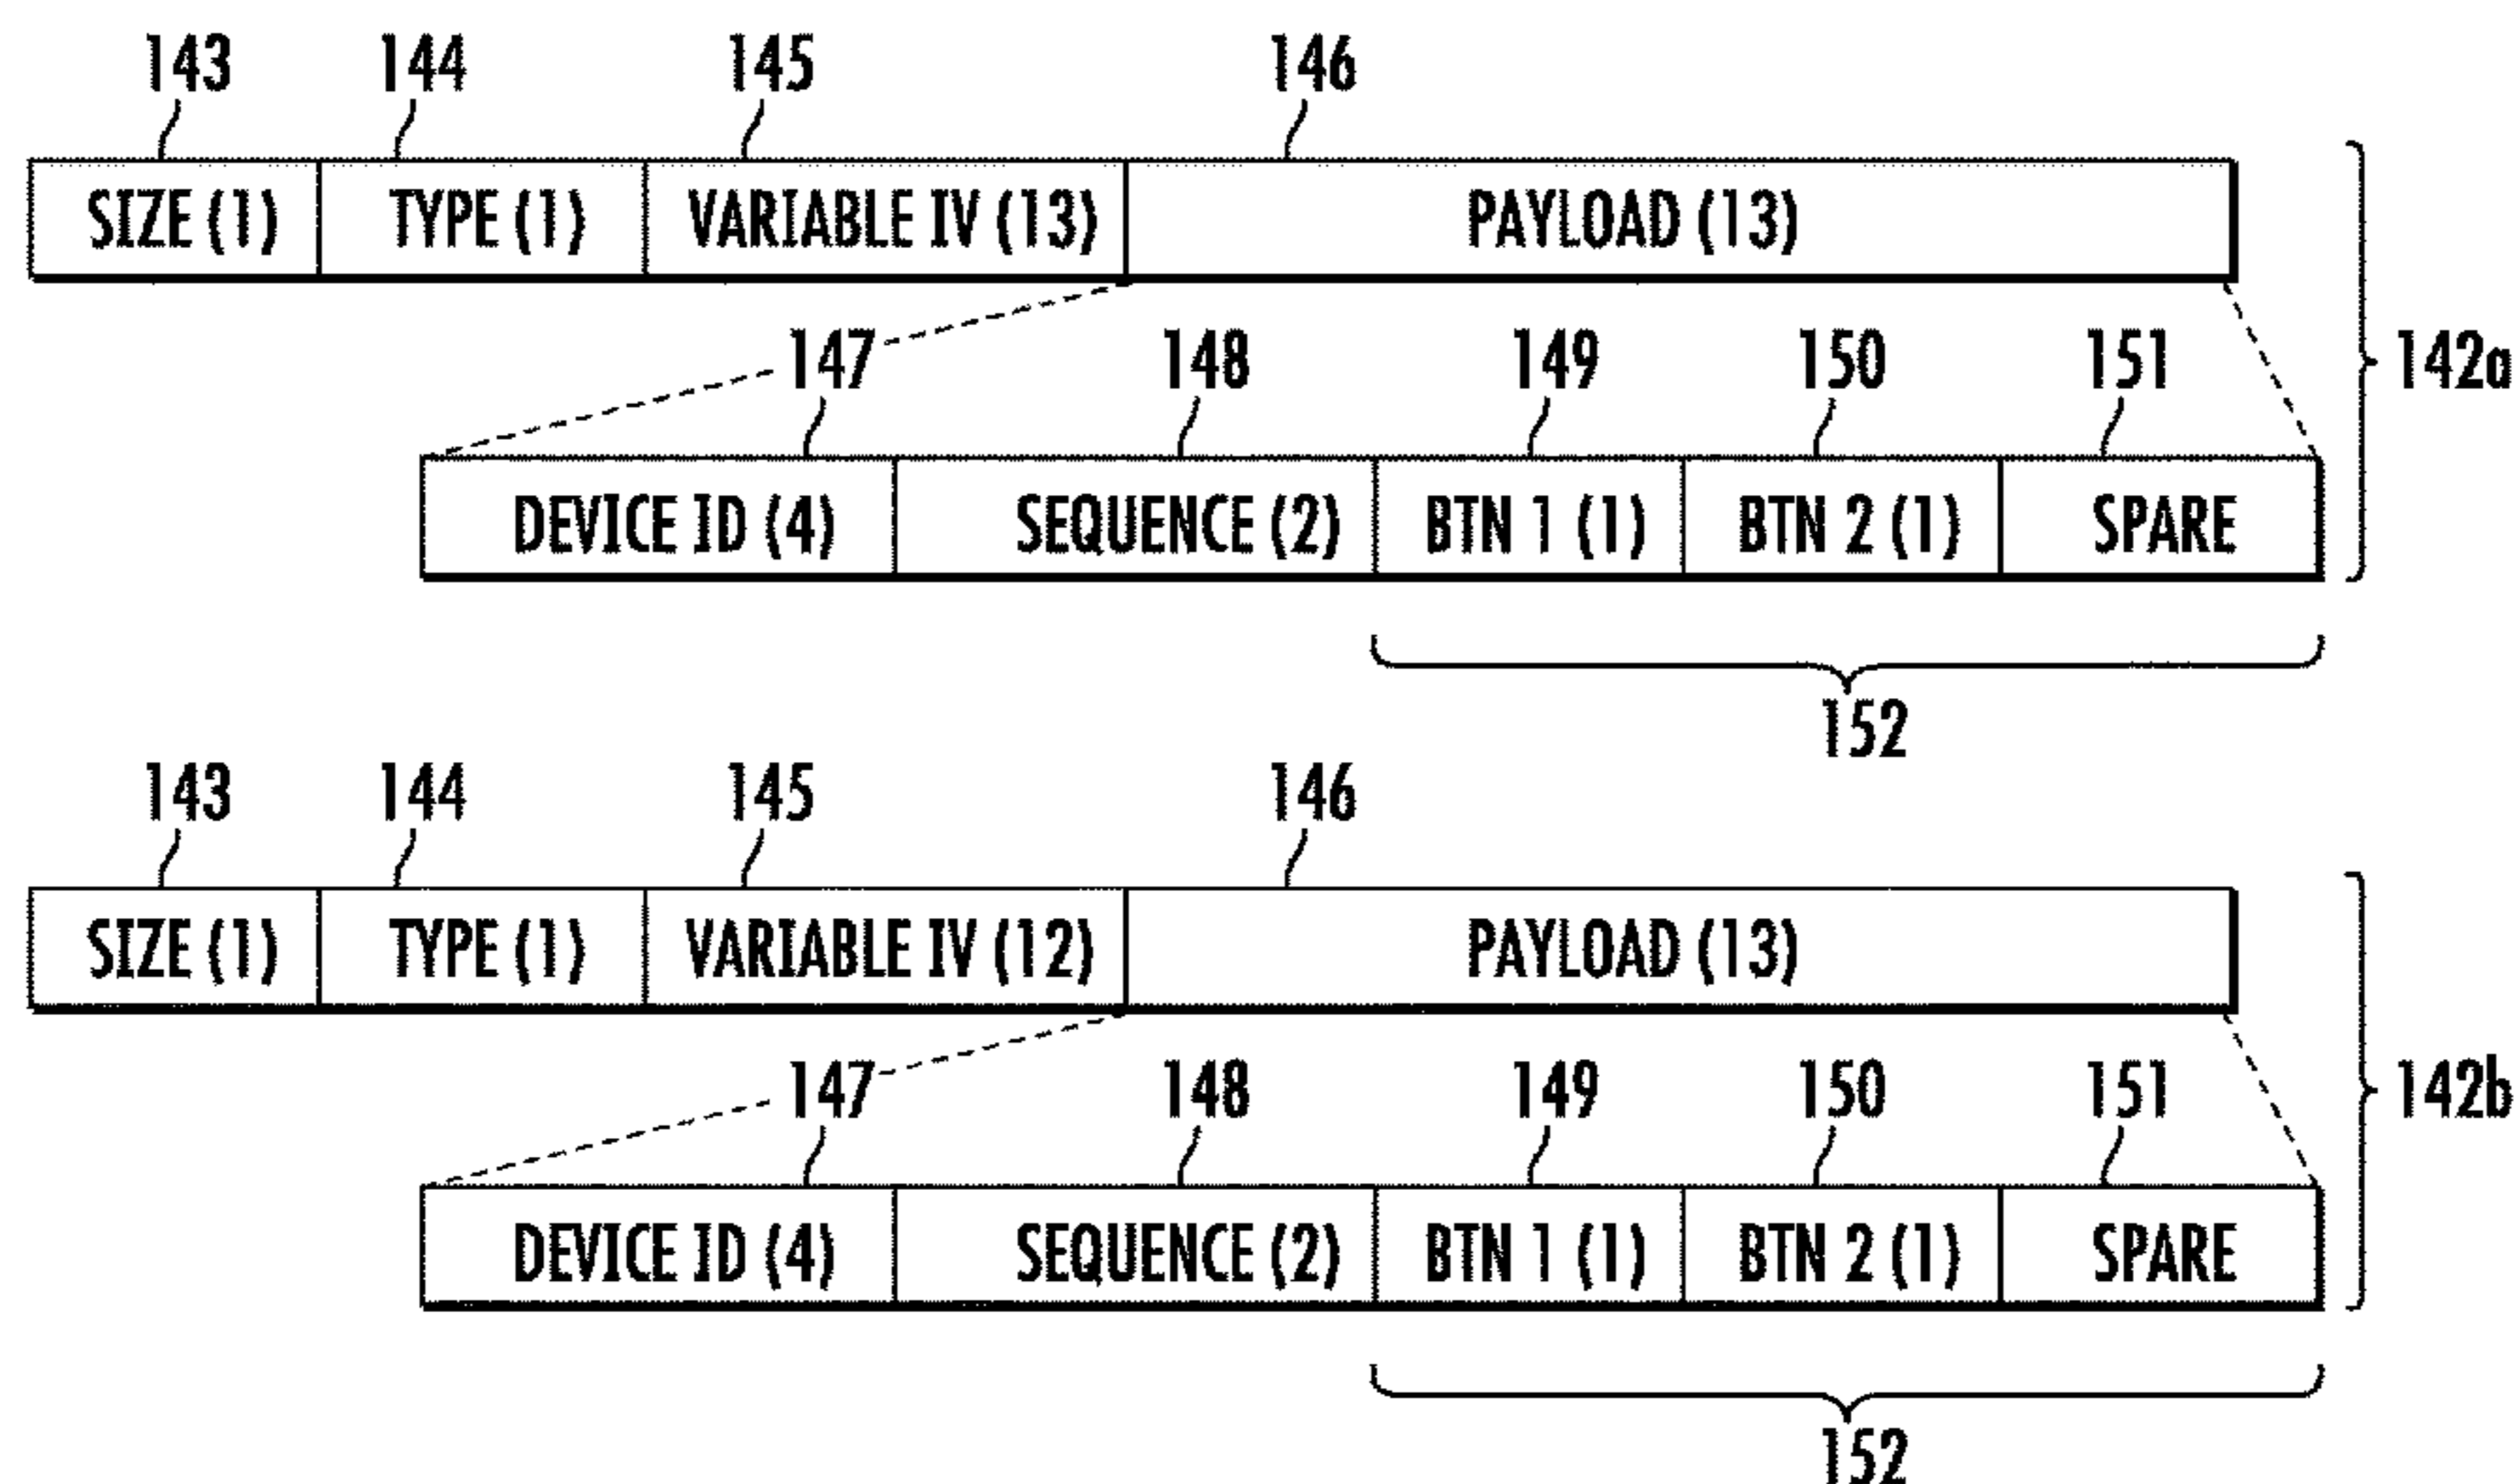 143 144 145 146
SIZE (1) TYPE (1) VARIABLE IV (13) PAYLOAD (13)
147 148 149 150 151 142a
DEVICE ID (4) SEQUENCE (2) BTN 1 (1) BTN 2 (1) SPARE
152
143 144 145 146
SIZE (1) TYPE (1) VARIABLE IV (12) PAYLOAD (13)
147 148 149 150 151 142b
DEVICE ID (4) SEQUENCE (2) BTN 1 (1) BTN 2 (1) SPARE
152